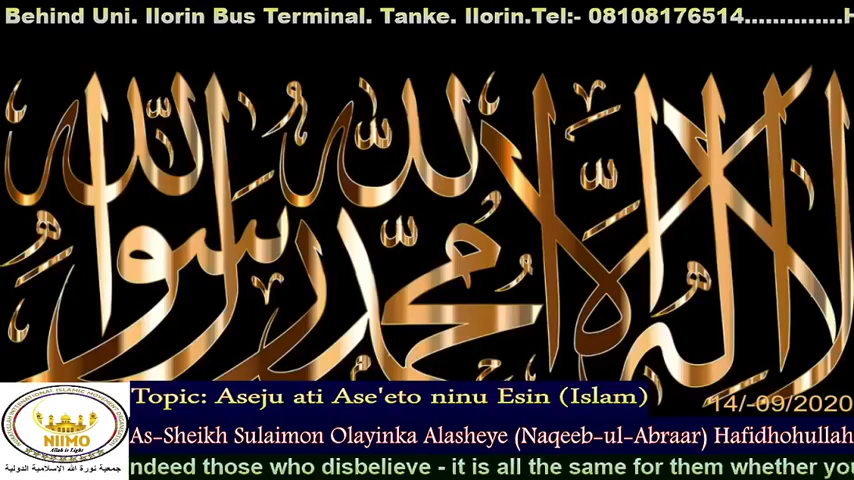 Behind Uni. Ilorin Bus Terminal. Tanke. Ilorin.Tel:- 08108176514..............H
لا إله إلا الله محمد رسول الله
Topic: Aseju ati Ase'eto ninu Esin (Islam)
14/-09/2020
As-Sheikh Sulaimon Olayinka Alasheye (Naqeeb-ul-Abraar) Hafidhohullah
NIIMO
Allah is Light
جمعية نورة الله الإسلامية الدولية
ndeed those who disbelieve - it is all the same for them whether you